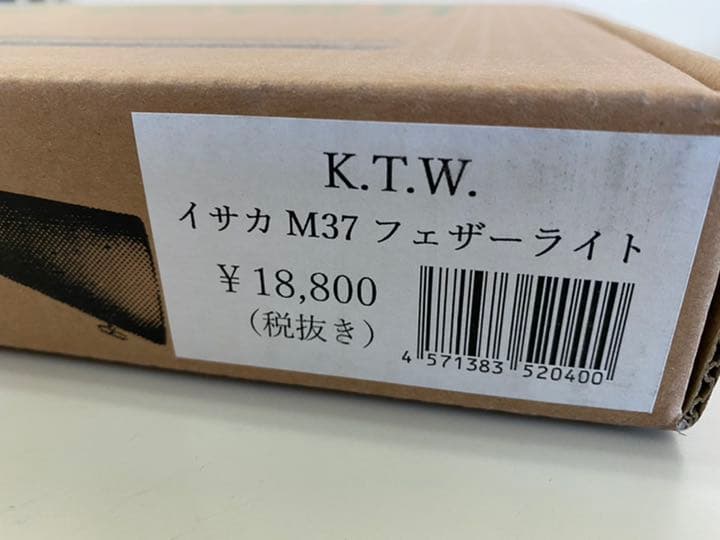 K.T.W.
イサカ M37 フェザーライト
¥ 18,800
（税抜き）
4 571383 520400